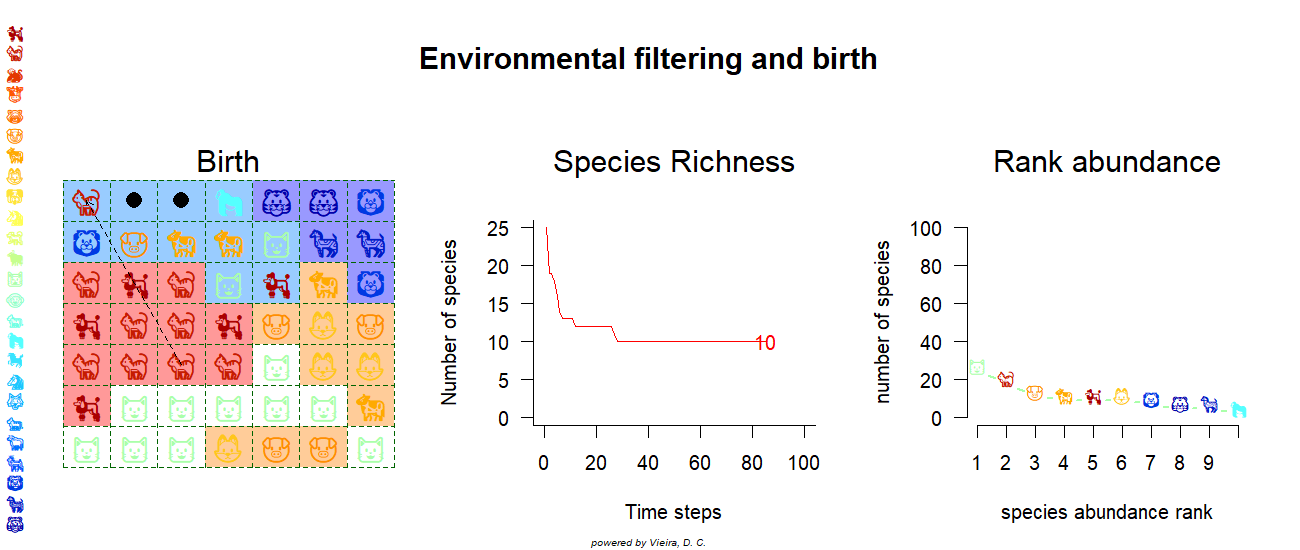 Environmental filtering and birth
Birth
Species Richness
Number of species
25
20
15
10
5
0
10
0 20 40 60 80 100
Time steps
Rank abundance
number of species
100
80
60
40
20
0
1 2 3 4 5 6 7 8 9
species abundance rank
powered by Vieira, D. C.